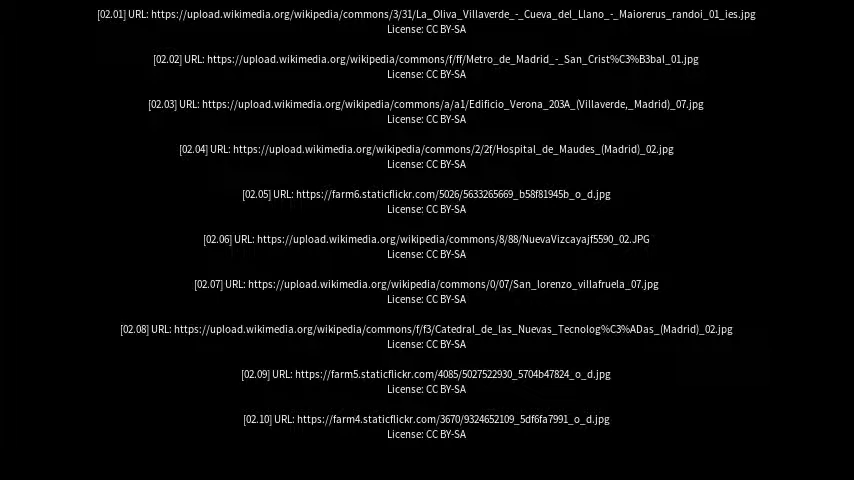 [02.01] URL: https://upload.wikimedia.org/wikipedia/commons/3/31/La_Oliva_Villaverde_-_Cueva_del_Llano_-_Maiorerus_randoi_01_ies.jpg
License: CC BY-SA
[02.02] URL: https://upload.wikimedia.org/wikipedia/commons/f/ff/Metro_de_Madrid_-_San_Crist%C3%B3bal_01.jpg
License: CC BY-SA
[02.03] URL: https://upload.wikimedia.org/wikipedia/commons/a/a1/Edificio_Verona_203A_(Villaverde,_Madrid)_07.jpg
License: CC BY-SA
[02.04] URL: https://upload.wikimedia.org/wikipedia/commons/2/2f/Hospital_de_Maudes_(Madrid)_02.jpg
License: CC BY-SA
[02.05] URL: https://farm6.staticflickr.com/5026/5633265669_b58f81945b_o_d.jpg
License: CC BY-SA
[02.06] URL: https://upload.wikimedia.org/wikipedia/commons/8/88/NuevaVizcayajf5590_02.JPG
License: CC BY-SA
[02.07] URL: https://upload.wikimedia.org/wikipedia/commons/0/07/San_lorenzo_villafruela_07.jpg
License: CC BY-SA
[02.08] URL: https://upload.wikimedia.org/wikipedia/commons/f/f3/Catedral_de_las_Nuevas_Tecnolog%C3%ADas_(Madrid)_02.jpg
License: CC BY-SA
[02.09] URL: https://farm5.staticflickr.com/4085/5027522930_5704b47824_o_d.jpg
License: CC BY-SA
[02.10] URL: https://farm4.staticflickr.com/3670/9324652109_5df6fa7991_o_d.jpg
License: CC BY-SA